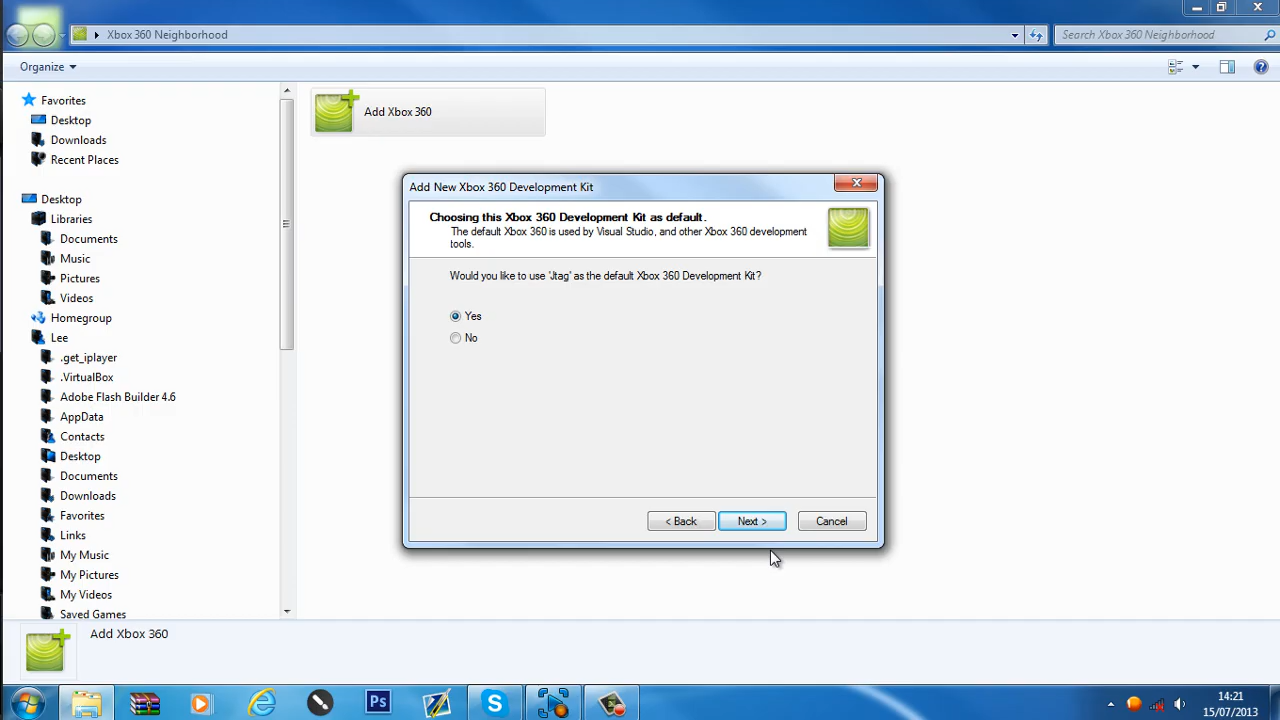 Xbox 360 Neighborhood
Search Xbox 360 Neighborhood
Organize
Favorites
Desktop
Downloads
Recent Places
Desktop
Libraries
Documents
Music
Pictures
Videos
Homegroup
Lee
.get_iplayer
.VirtualBox
Adobe Flash Builder 4.6
AppData
Contacts
Desktop
Documents
Downloads
Favorites
Links
My Music
My Pictures
My Videos
Saved Games
Add Xbox 360
Add New Xbox 360 Development Kit
Choosing this Xbox 360 Development Kit as default.
The default Xbox 360 is used by Visual Studio, and other Xbox 360 development
tools.
Would you like to use 'Jtag' as the default Xbox 360 Development Kit?
Yes
No
< Back
Next >
Cancel
Add Xbox 360
Ps
14:21
15/07/2013